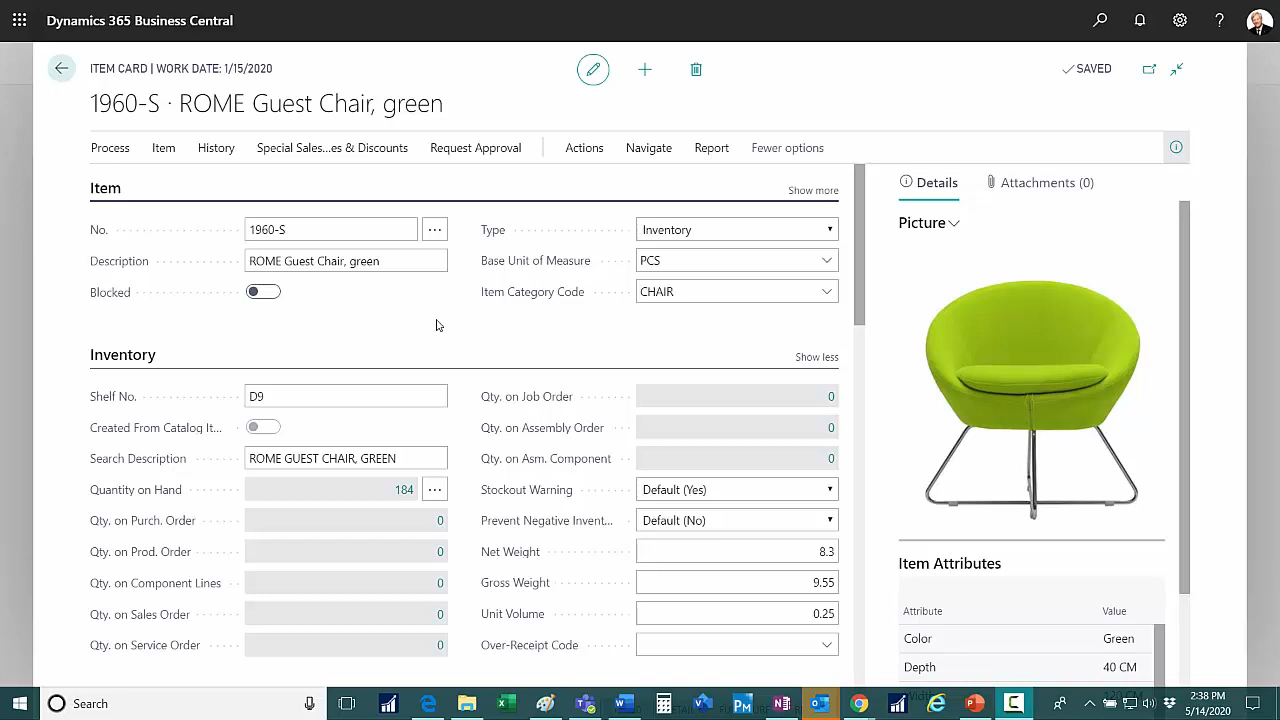 Dynamics 365 Business Central
?
ITEM CARD | WORK DATE: 1/15/2020
SAVED
1960-S · ROME Guest Chair, green
Process Item History Special Sales...es & Discounts Request Approval Actions Navigate Report Fewer options
Item Show more
No. 1960-S ...
Description ROME Guest Chair, green
Blocked
Type Inventory
Base Unit of Measure PCS
Item Category Code CHAIR
Inventory Show less
Shelf No. D9
Created From Catalog It...
Search Description ROME GUEST CHAIR, GREEN
Quantity on Hand 184 ...
Qty. on Purch. Order 0
Qty. on Prod. Order 0
Qty. on Component Lines 0
Qty. on Sales Order 0
Qty. on Service Order 0
Qty. on Job Order 0
Qty. on Assembly Order 0
Qty. on Asm. Component 0
Stockout Warning Default (Yes)
Prevent Negative Invent... Default (No)
Net Weight 8.3
Gross Weight 9.55
Unit Volume 0.25
Over-Receipt Code
Details Attachments (0)
Picture
Item Attributes
Attribute Value
Color Green
Depth 40 CM
Width 120 CM
Search
2:38 PM
5/14/2020